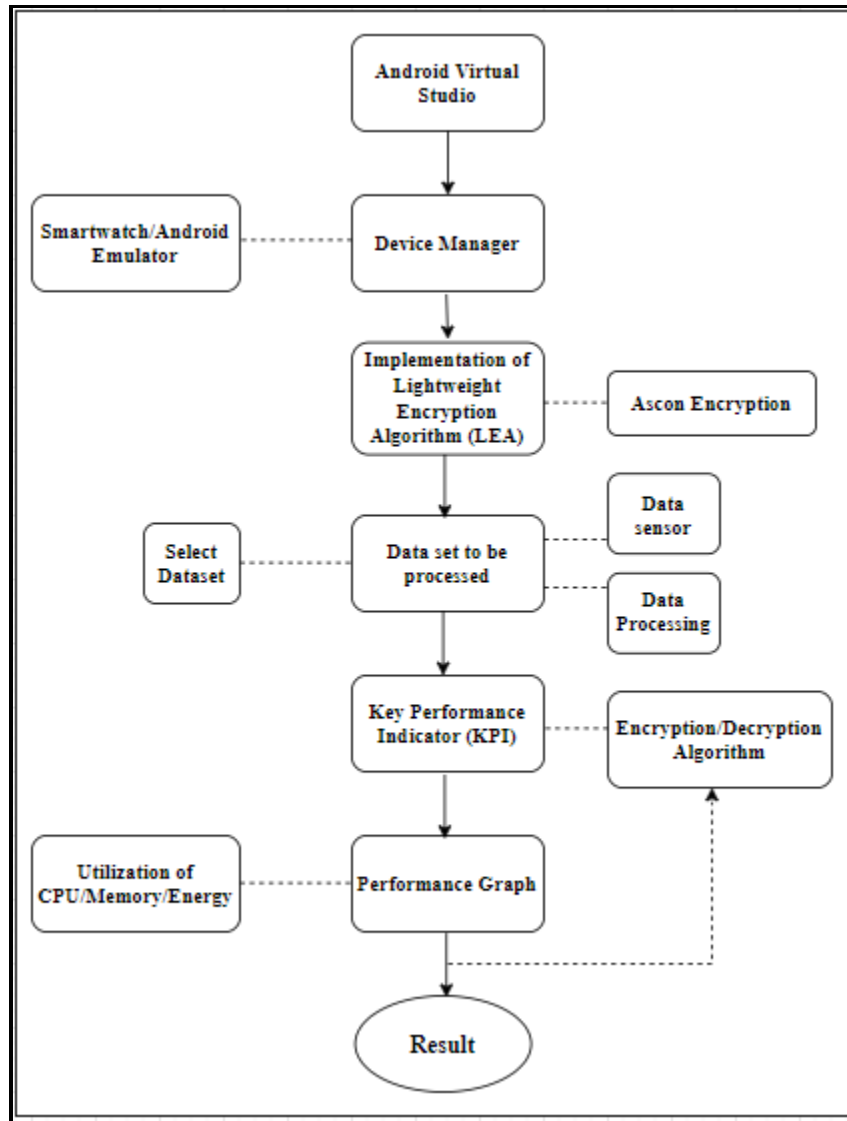 Android Virtual
Studio
Smartwatch/Android
Emulator
Device Manager
Implementation of
Lightweight
Encryption
Algorithm (LEA)
Ascon Encryption
Data
sensor
Select
Dataset
Data set to be
processed
Data
Processing
Key Performance
Indicator (KPI)
Encryption/Decryption
Algorithm
Utilization of
CPU/Memory/Energy
Performance Graph
Result